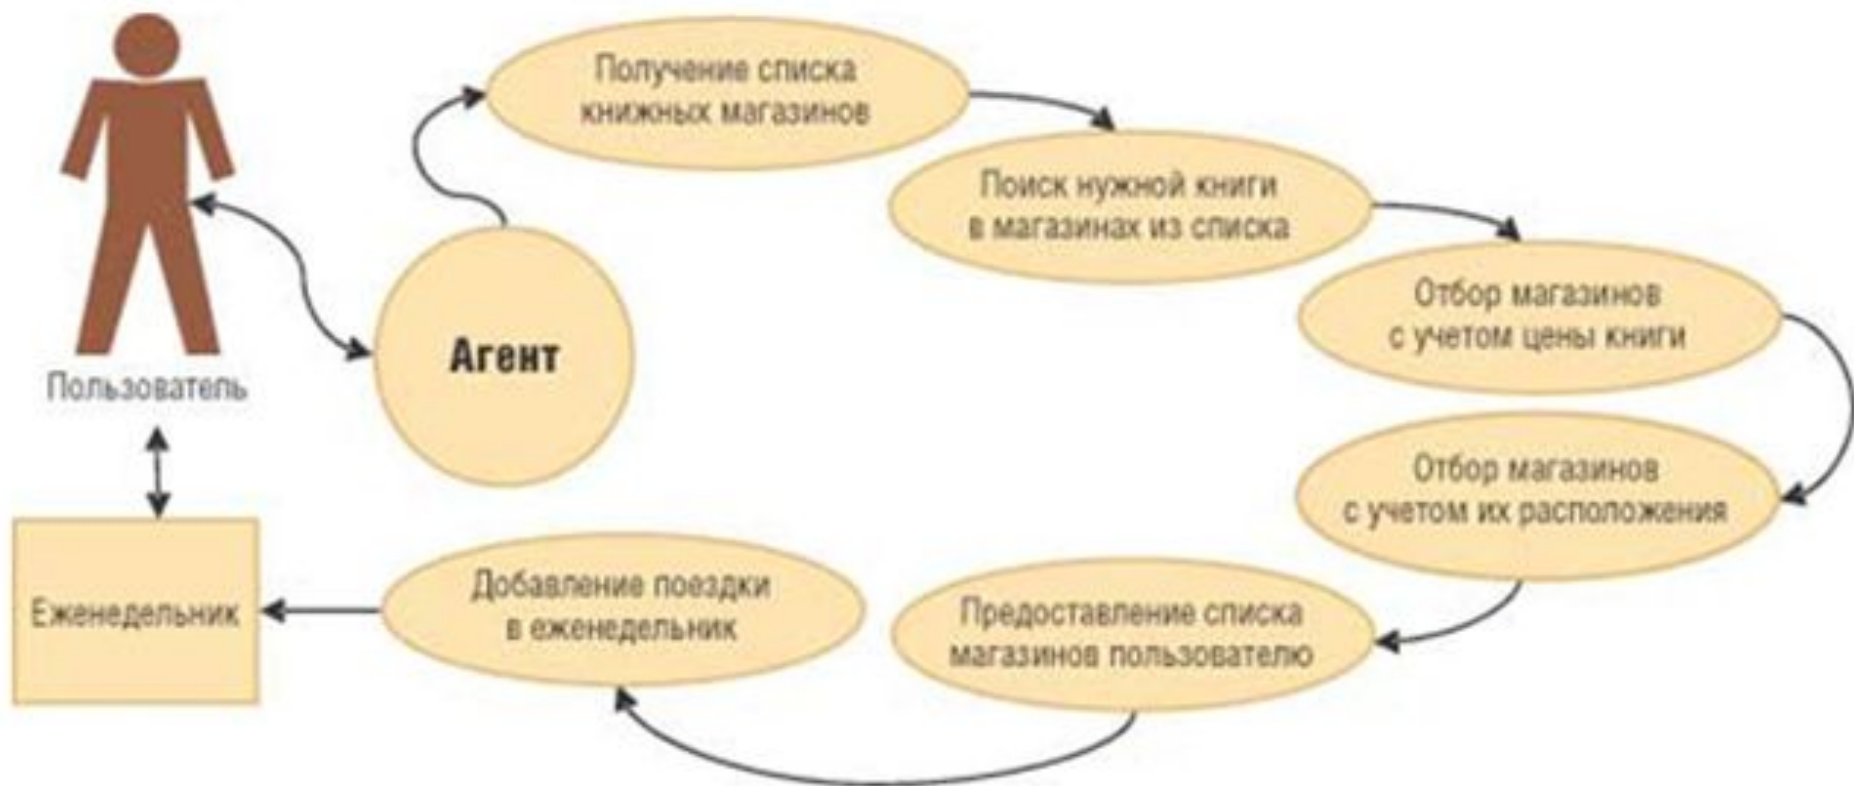 Получение списка
книжных магазинов
Поиск нужной книги
в магазинах из списка
Отбор магазинов
с учетом цены книги
Агент
Пользователь
Отбор магазинов
с учетом их расположения
Добавление поездки
в еженедельник
Предоставление списка
магазинов пользователю
Еженедельник